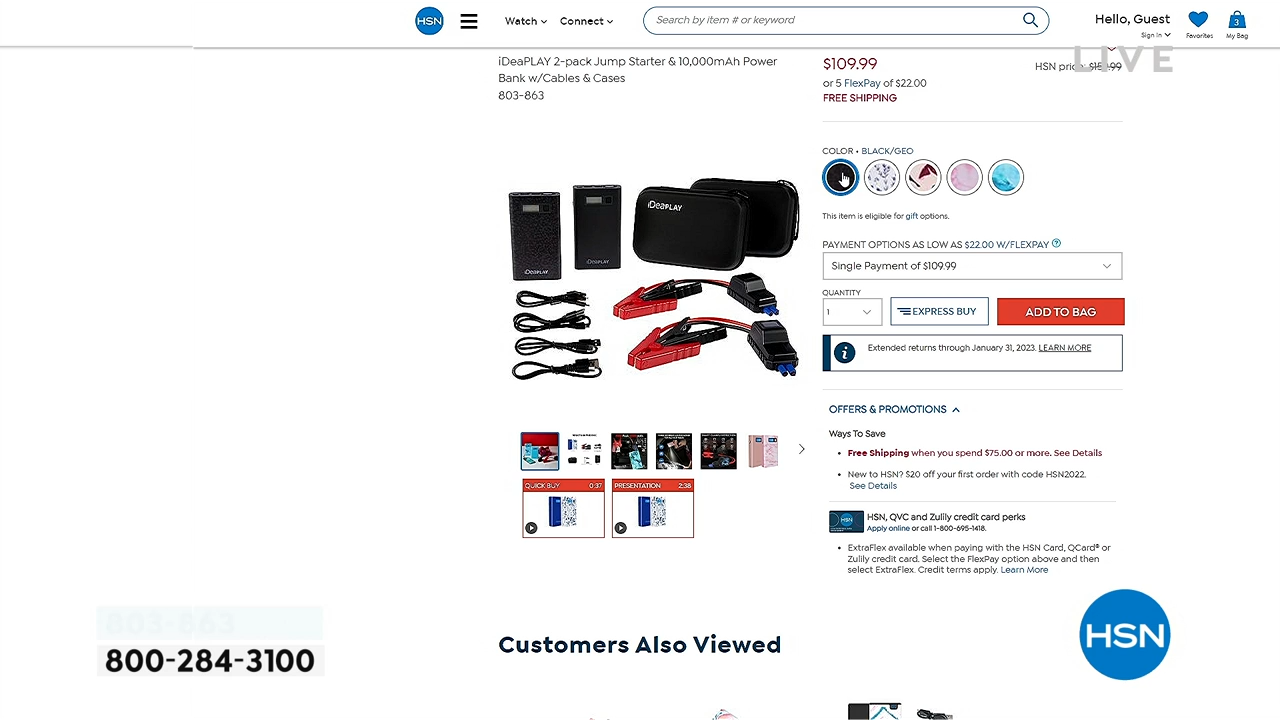 HSN
Watch
Connect
Search by item # or keyword
Hello, Guest
Sign In
Favorites
3
My Bag
LIVE
iDeaPLAY 2-pack Jump Starter & 10,000mAh Power
Bank w/Cables & Cases
803-863
$109.99
HSN price:
or 5 FlexPay of $22.00
FREE SHIPPING
COLOR • BLACK/GEO
This item is eligible for gift options.
PAYMENT OPTIONS AS LOW AS $22.00 W/FLEXPAY
Single Payment of $109.99
QUANTITY
1
EXPRESS BUY
ADD TO BAG
Extended returns through January 31, 2023. LEARN MORE
iDeaPLAY
iDeaPLAY
iDeaPLAY
OFFERS & PROMOTIONS
Ways To Save
• Free Shipping when you spend $75.00 or more. See Details
• New to HSN? $20 off your first order with code HSN2022.
See Details
HSN
HSN, QVC and Zulily credit card perks
Apply online or call 1-800-695-1418.
• ExtraFlex available when paying with the HSN Card, QCard® or
Zulily credit card. Select the FlexPay option above and then
select ExtraFlex. Credit terms apply. Learn More
QUICK BUY 0:37
PRESENTATION 2:38
803-863
800-284-3100
Customers Also Viewed
HSN